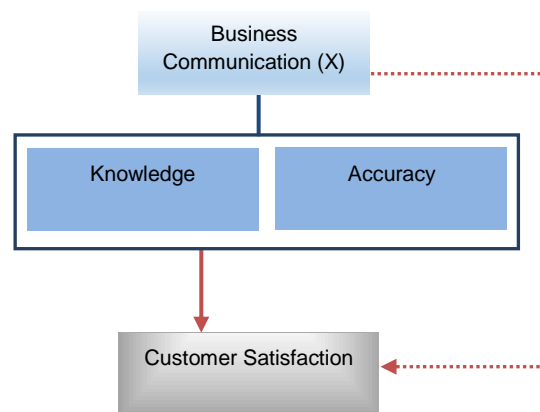 Business
Communication (X)
Knowledge
Accuracy
Customer Satisfaction